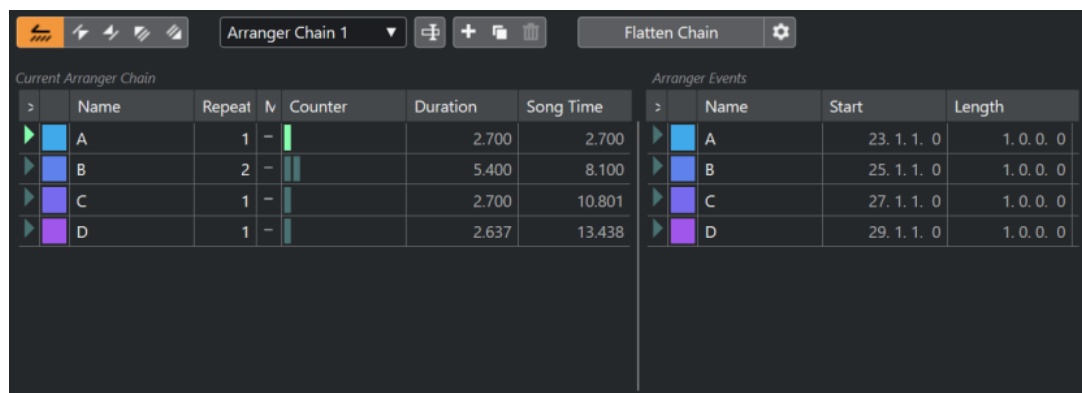 Arranger Chain 1 Flatten Chain
Current Arranger Chain Arranger Events
Name Repeat M Counter Duration Song Time Name Start Length
A 1 – 2.700 2.700 A 23. 1. 1. 0 1. 0. 0. 0
B 2 – 5.400 8.100 B 25. 1. 1. 0 1. 0. 0. 0
C 1 – 2.700 10.801 C 27. 1. 1. 0 1. 0. 0. 0
D 1 – 2.637 13.438 D 29. 1. 1. 0 1. 0. 0. 0